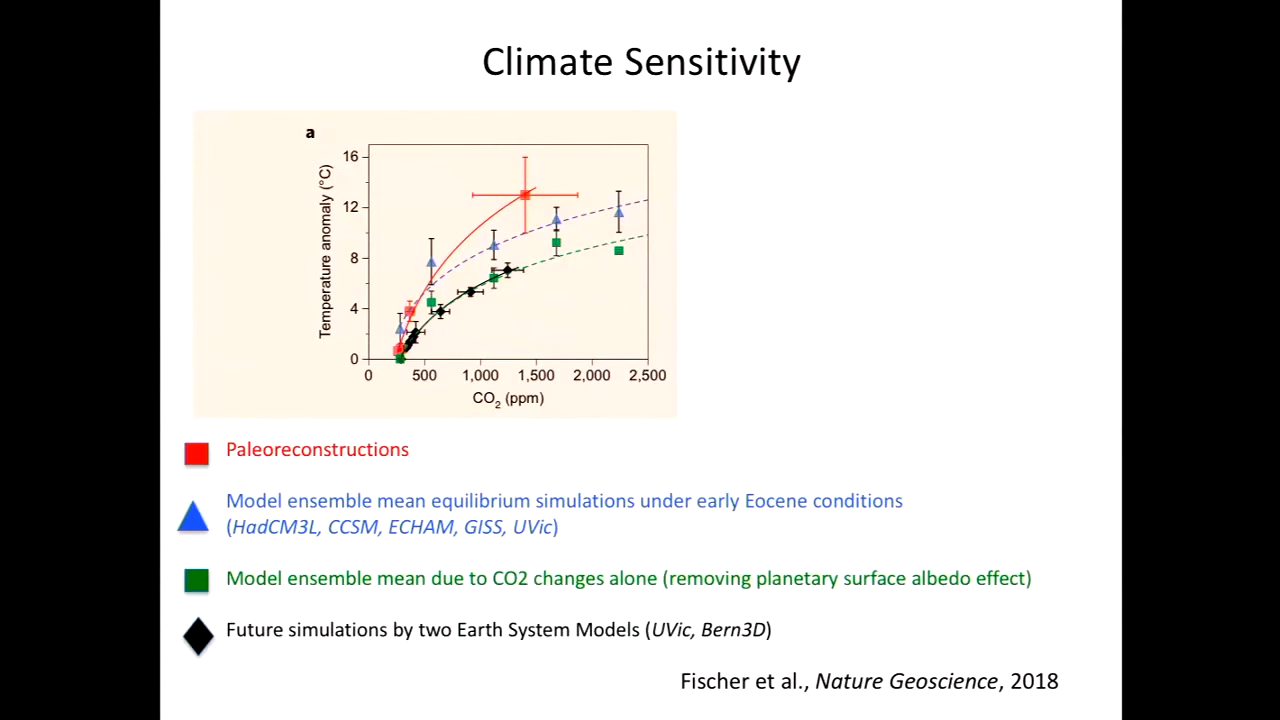 Climate Sensitivity
a
Temperature anomaly (°C)
16
12
8
4
0
0 500 1,000 1,500 2,000 2,500
CO2 (ppm)
Paleoreconstructions
Model ensemble mean equilibrium simulations under early Eocene conditions
(HadCM3L, CCSM, ECHAM, GISS, UVic)
Model ensemble mean due to CO2 changes alone (removing planetary surface albedo effect)
Future simulations by two Earth System Models (UVic, Bern3D)
Fischer et al., Nature Geoscience, 2018